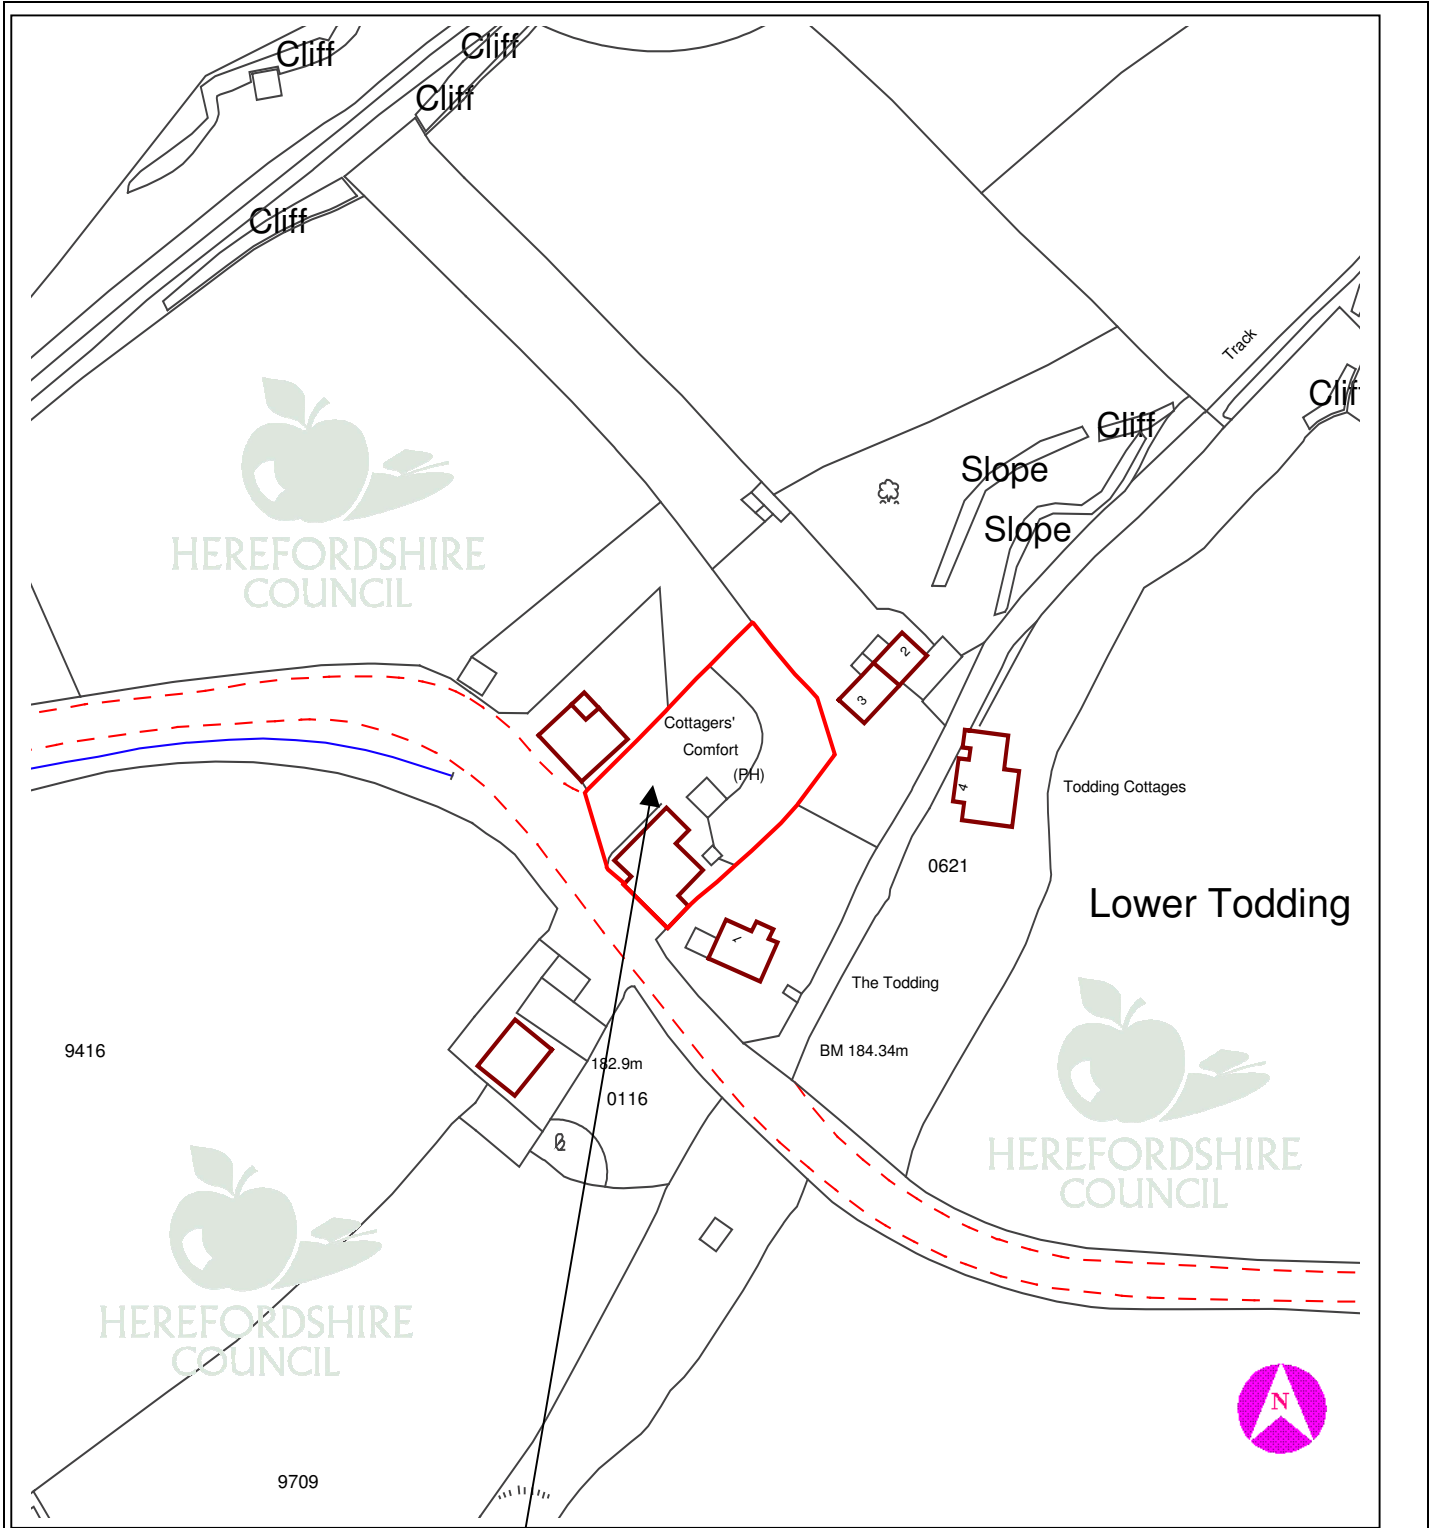 Cliff
Cliff
Cliff
Cliff
Track
Clif
Cliff
Slope
Slope
HEREFORDSHIRE
COUNCIL
2
3
Cottagers'
Comfort
(PH)
4
Todding Cottages
0621
Lower Todding
1
The Todding
BM 184.34m
9416
182.9m
0116
HEREFORDSHIRE
COUNCIL
HEREFORDSHIRE
COUNCIL
N
9709